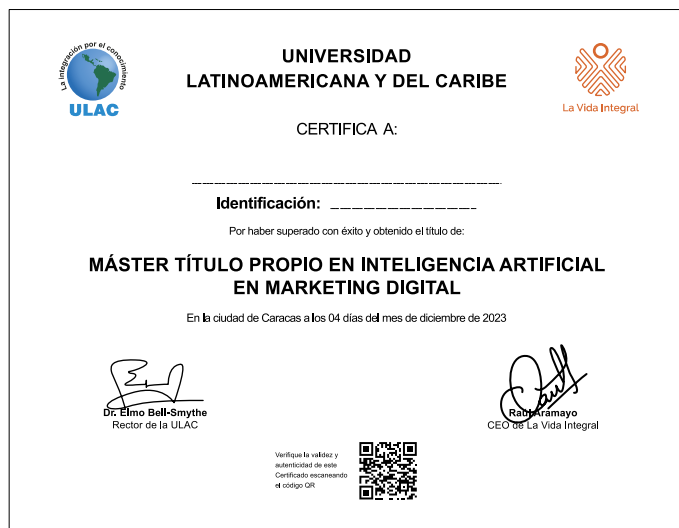 La integración por el conocimiento
ULAC
UNIVERSIDAD
LATINOAMERICANA Y DEL CARIBE
La Vida Integral
CERTIFICA A:
Identificación:
Por haber superado con éxito y obtenido el título de:
MÁSTER TÍTULO PROPIO EN INTELIGENCIA ARTIFICIAL
EN MARKETING DIGITAL
En la ciudad de Caracas a los 04 días del mes de diciembre de 2023
Dr. Elmo Bell-Smythe
Rector de la ULAC
Raúl Aramayo
CEO de La Vida Integral
Verifique la validez y
autenticidad de este
Certificado escaneando
el código QR